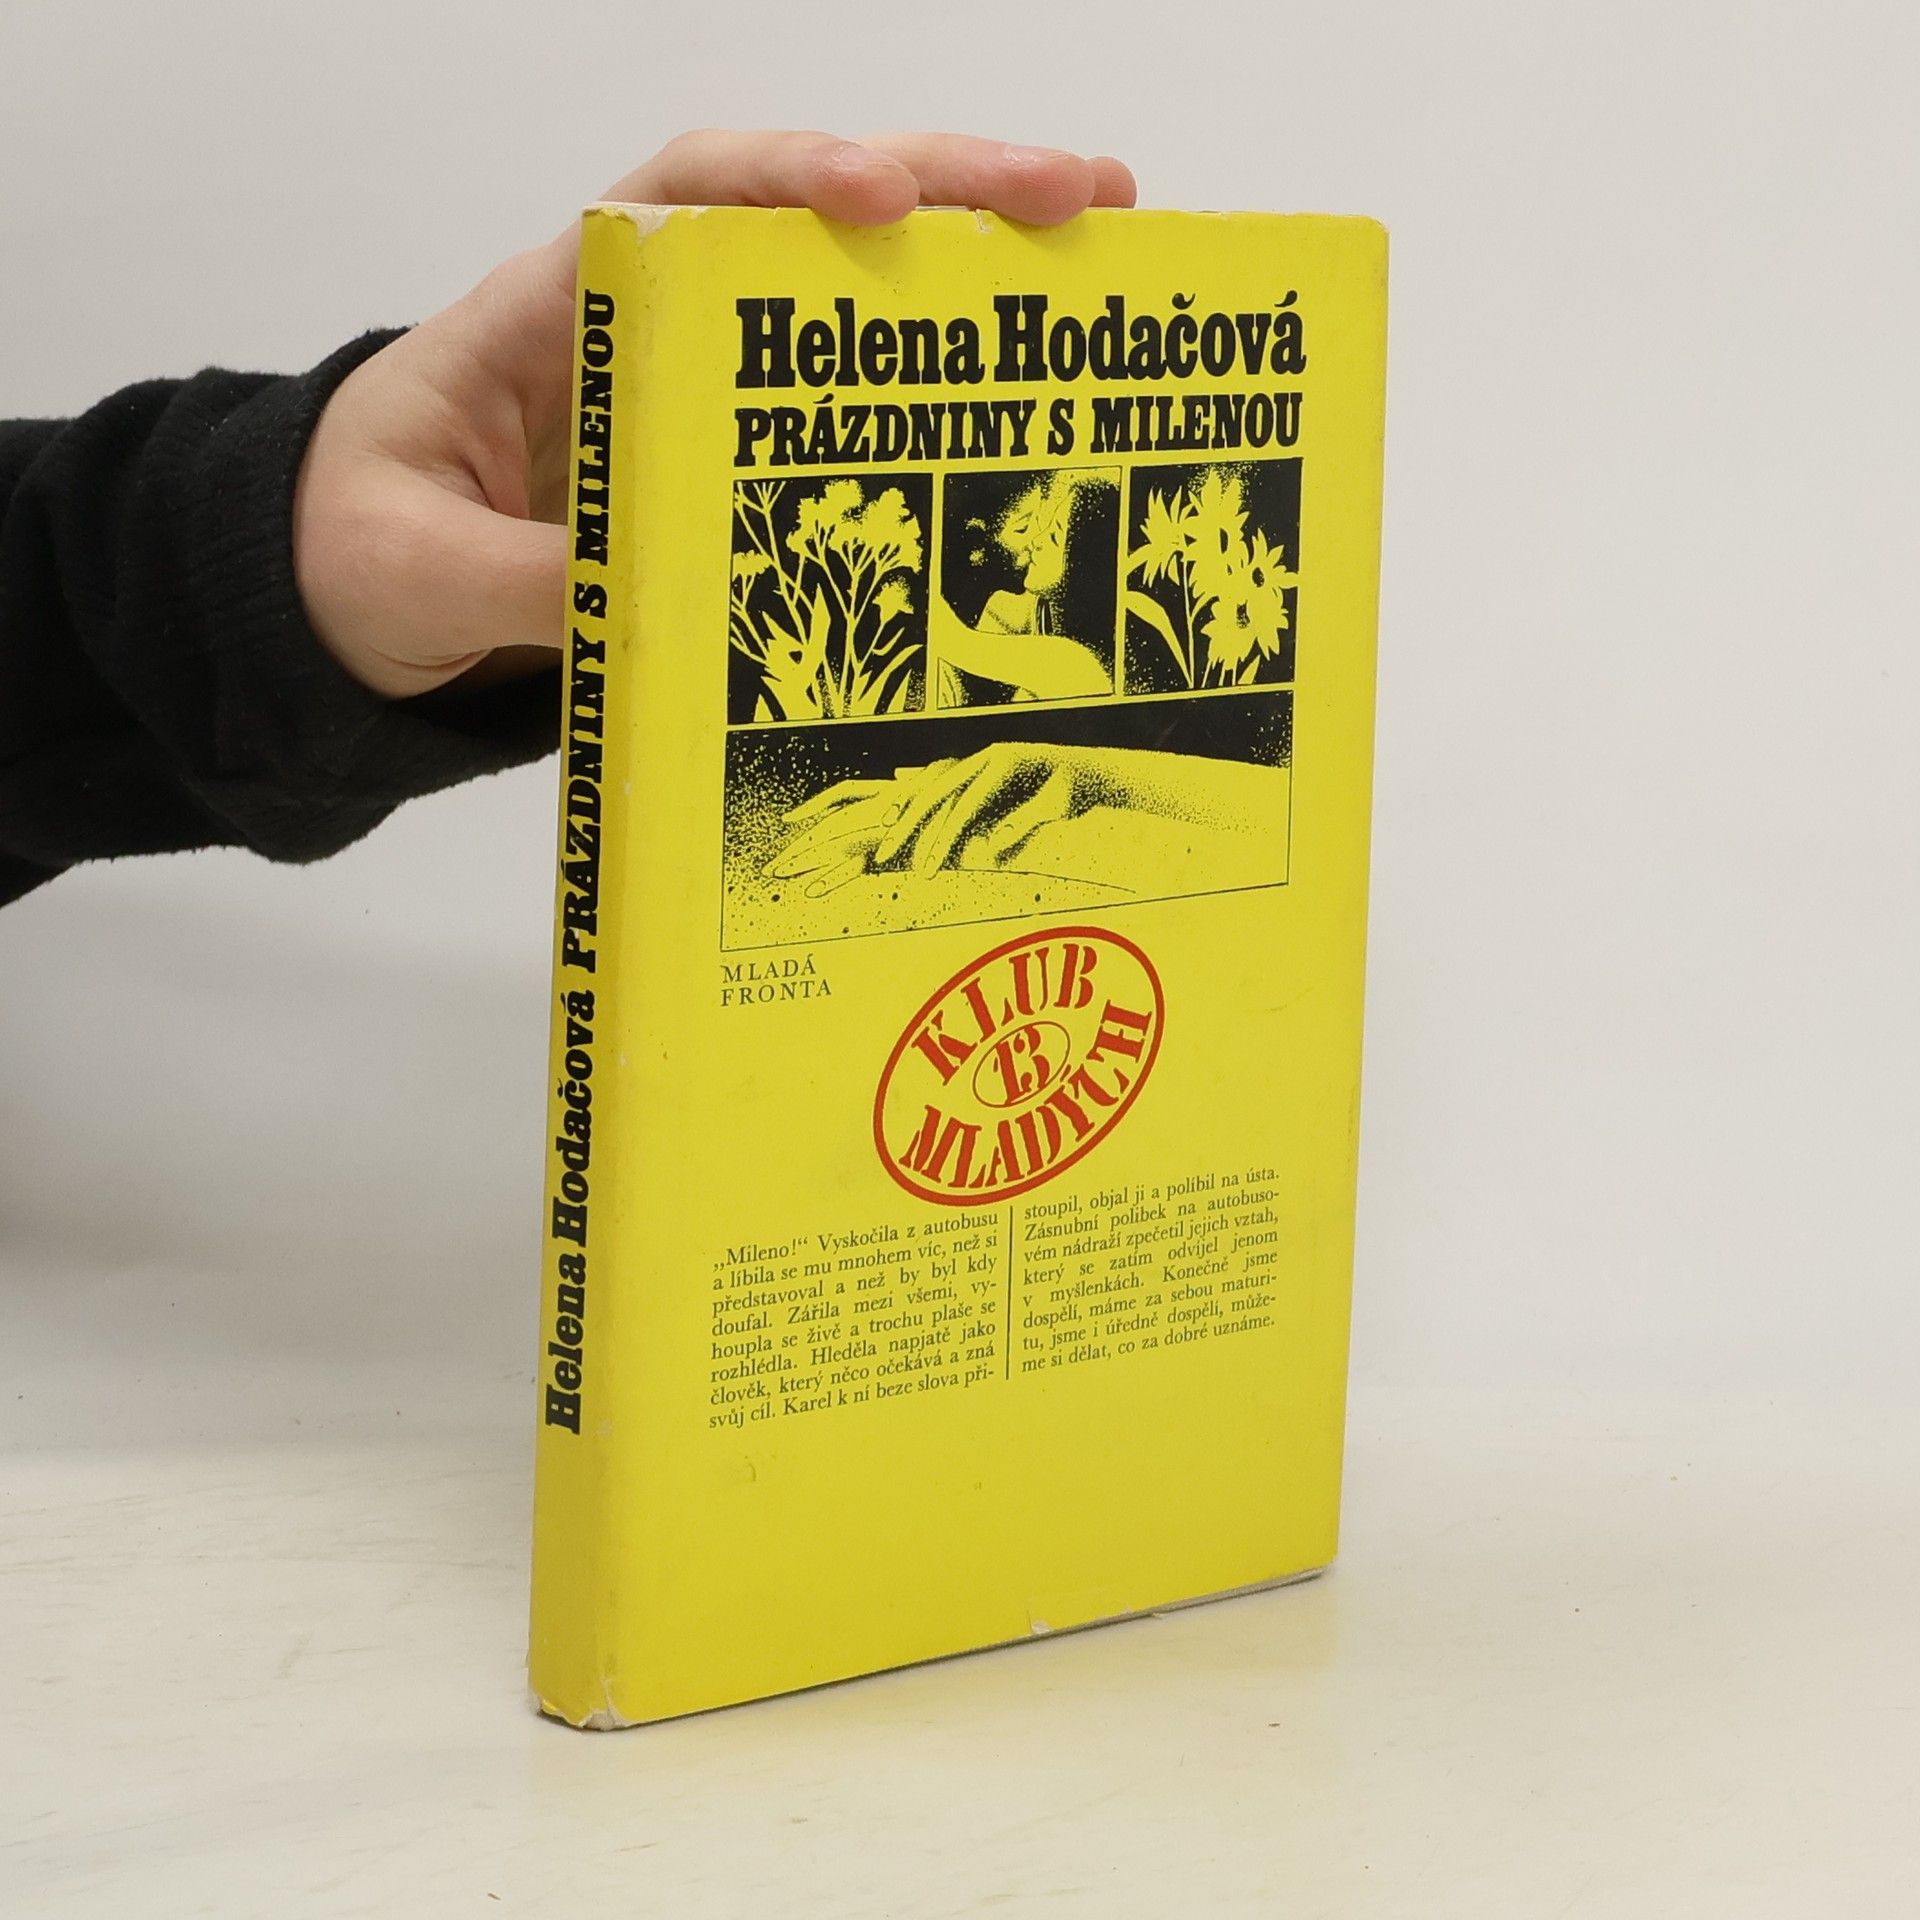 Helena Hodačová PRÁZDNINY S MILENOU
Helena Hodačová
PRÁZDNINY S MILENOU
MLADÁ
FRONTA
KLUB
13
MLADÝCH
„Mileno!“ Vyskočila z autobusu
a líbila se mu mnohem víc, než si
představoval a než by byl kdy
doufal. Zářila mezi všemi, vy-
houpla se živě a trochu plaše se
rozhlédla. Hleděla napjatě jako
člověk, který něco očekává a zná
svůj cíl. Karel k ní beze slova při-
stoupil, objal ji a políbil na ústa.
Zásnubní polibek na autobuso-
vém nádraží zpečetil jejich vztah,
který se zatím odvíjel jenom
v myšlenkách. Konečně jsme
dospělí, máme za sebou maturi-
tu, jsme i úředně dospělí, může-
me si dělat, co za dobré uznáme.